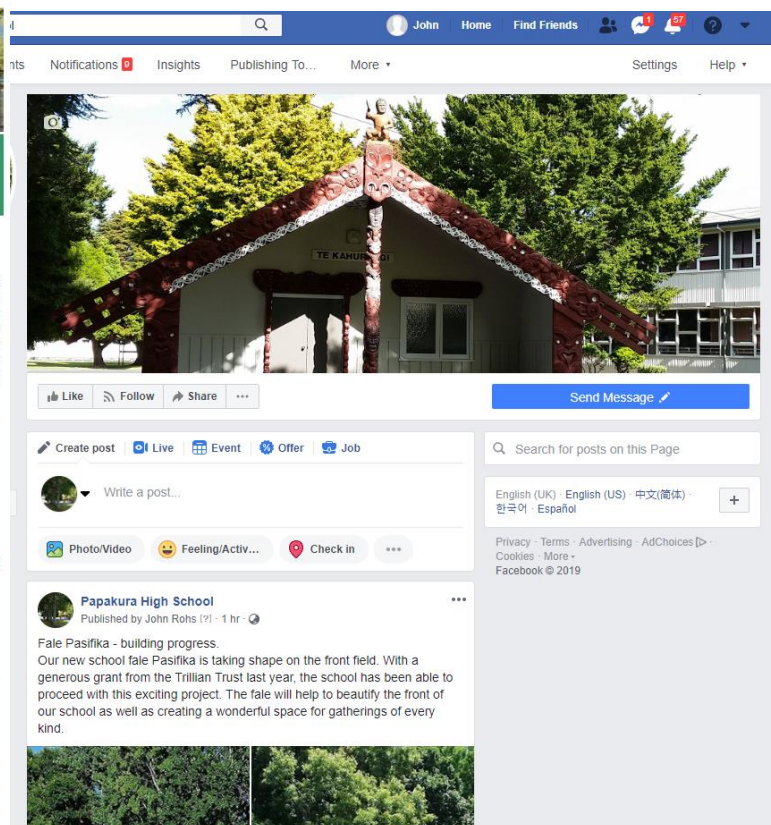 John Home Find Friends 1 57
Notifications 9 Insights Publishing To... More Settings Help
TE KAHURANGI
Like Follow Share ...
Send Message
Create post Live Event Offer Job
Write a post...
Photo/Video Feeling/Activ... Check in ...
Search for posts on this Page
English (UK) · English (US) · 中文(简体) ·
한국어 · Español
+
Privacy · Terms · Advertising · AdChoices ·
Cookies · More
Facebook © 2019
Papakura High School
Published by John Rohs [?] · 1 hr ·
Fale Pasifika - building progress.
Our new school fale Pasifika is taking shape on the front field. With a
generous grant from the Trillian Trust last year, the school has been able to
proceed with this exciting project. The fale will help to beautify the front of
our school as well as creating a wonderful space for gatherings of every
kind.